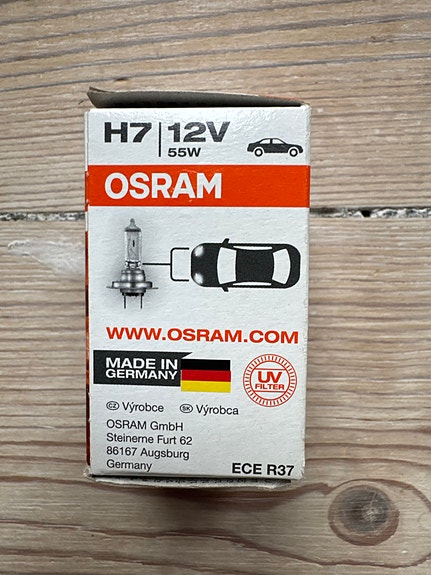 H7 12V
55W
OSRAM
WWW.OSRAM.COM
MADE IN
GERMANY
UV
FILTER
CZ Výrobce SK Výrobca
OSRAM GmbH
Steinerne Furt 62
86167 Augsburg
Germany
ECE R37